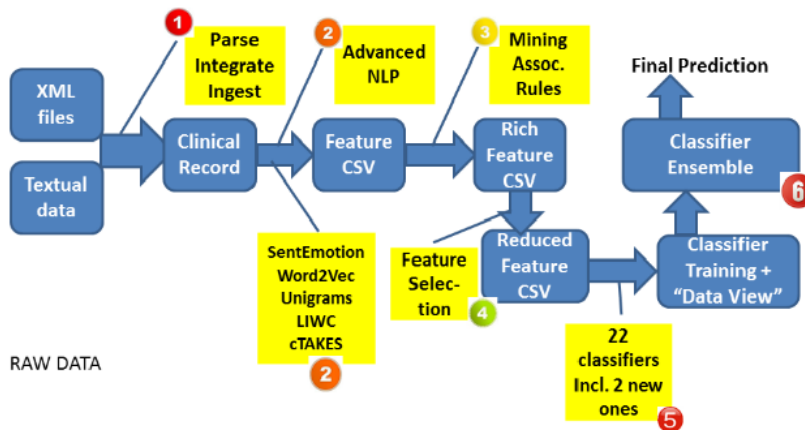 1
Parse
Integrate
Ingest
2
Advanced
NLP
3
Mining
Assoc.
Rules
Final Prediction
XML
files
Textual
data
Clinical
Record
Feature
CSV
Rich
Feature
CSV
Classifier
Ensemble
6
SentEmotion
Word2Vec
Unigrams
LIWC
cTAKES
2
Feature
Selec-
tion
4
Reduced
Feature
CSV
Classifier
Training +
“Data View”
22
classifiers
Incl. 2 new
ones
5
RAW DATA